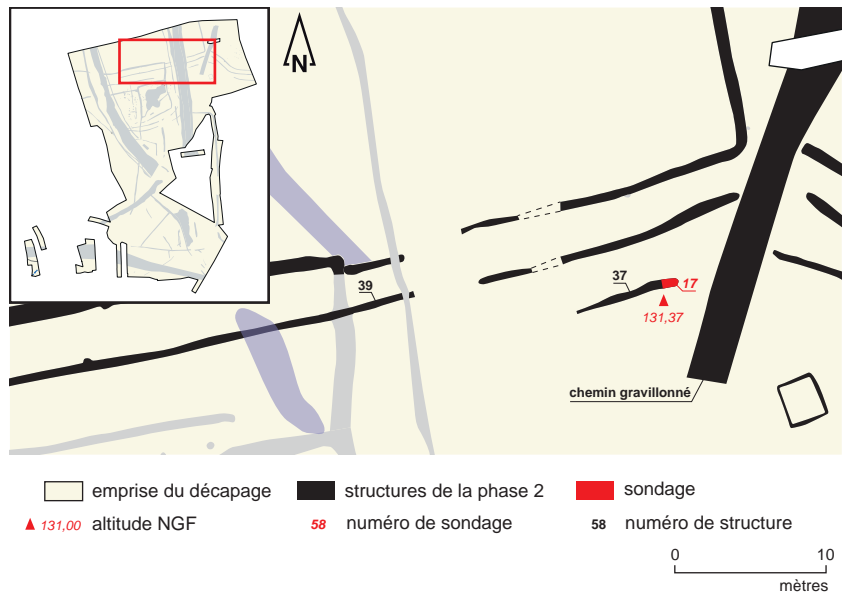 N
39
37
17
131,37
chemin gravillonné
emprise du décapage
structures de la phase 2
sondage
131,00 altitude NGF
58 numéro de sondage
58 numéro de structure
0 10
mètres